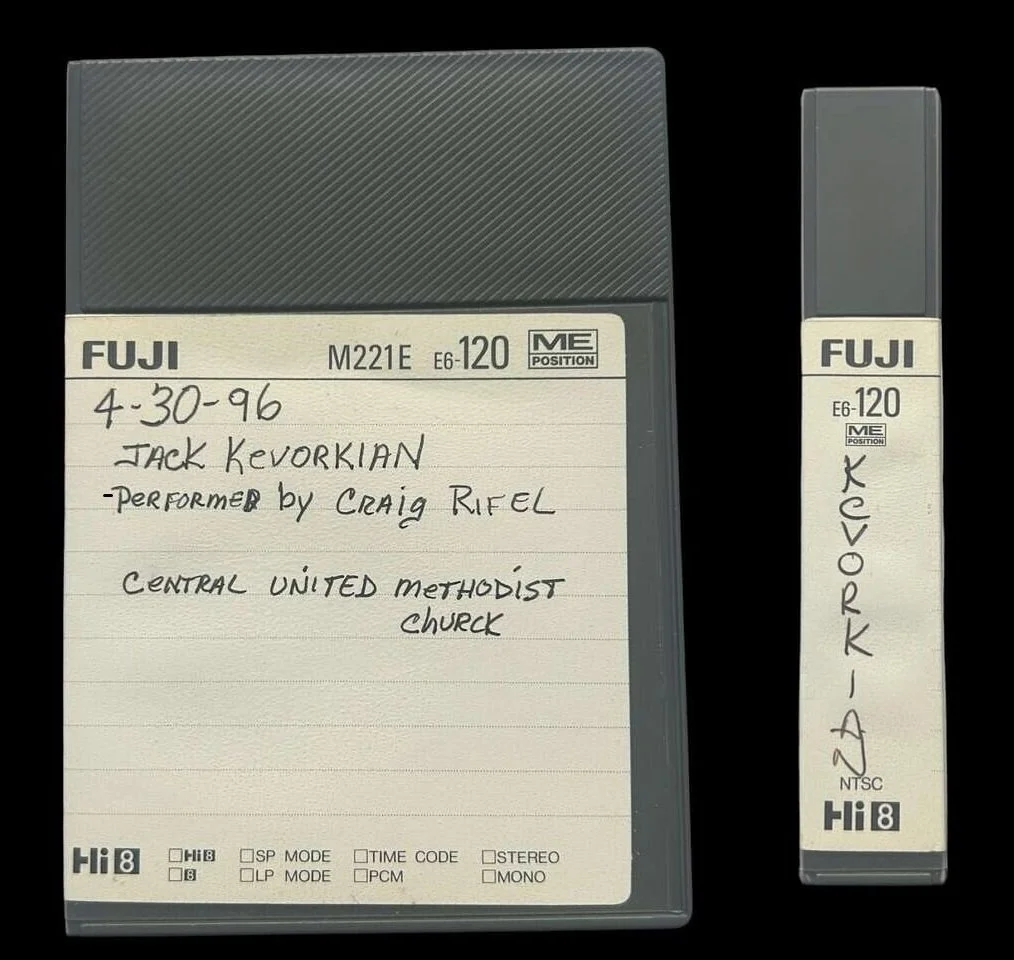 FUJI M221E E6-120 ME POSITION
4-30-96
JACK KEVORKIAN
-PERFORMED by CRAig RIFEL
CENTRAL UNITED METHODIST
CHURCK
Hi8 Hi8 SP MODE TIME CODE STEREO
8 LP MODE PCM MONO
FUJI
E6-120
ME
POSITION
KEVORKIAN
NTSC
Hi8